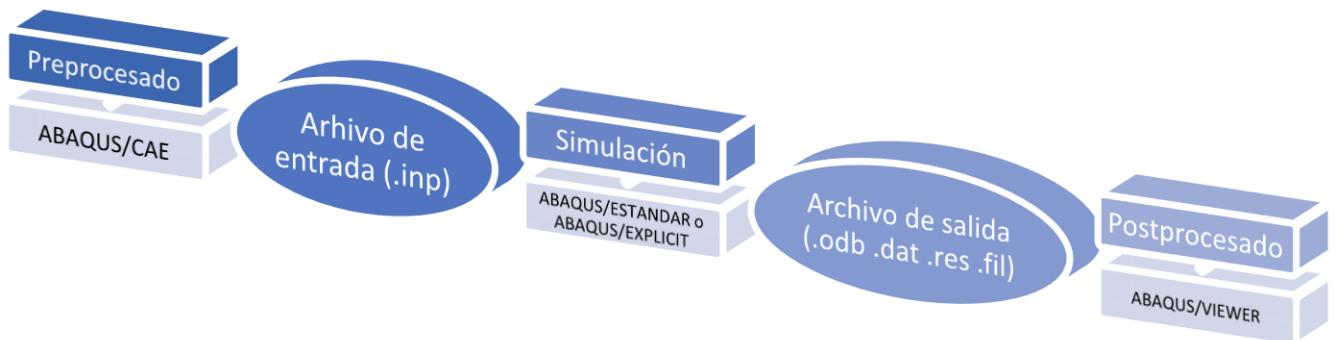 Preprocesado
ABAQUS/CAE
Arhivo de
entrada (.inp)
Simulación
ABAQUS/ESTANDAR o
ABAQUS/EXPLICIT
Archivo de salida
(.odb .dat .res .fil)
Postprocesado
ABAQUS/VIEWER